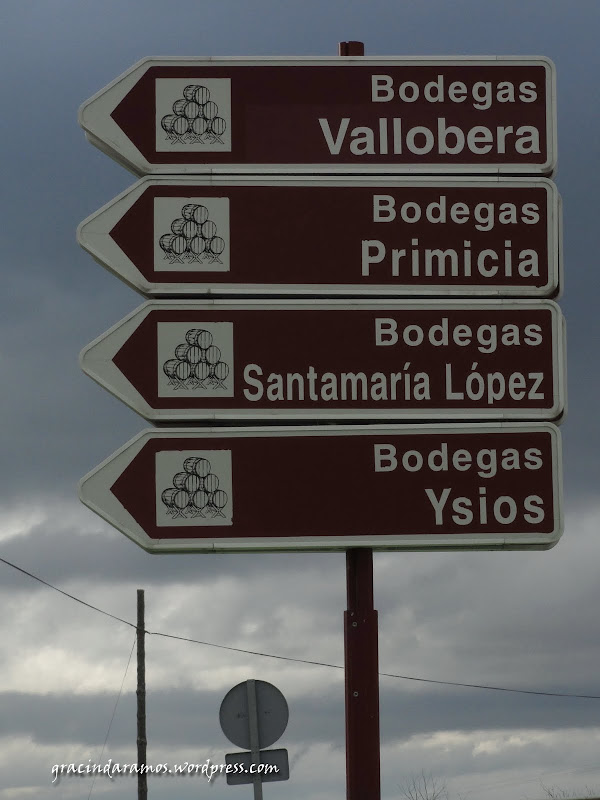 Bodegas
Vallobera
Bodegas
Primicia
Bodegas
Santamaría López
Bodegas
Ysios
gracindaramos.wordpress.com